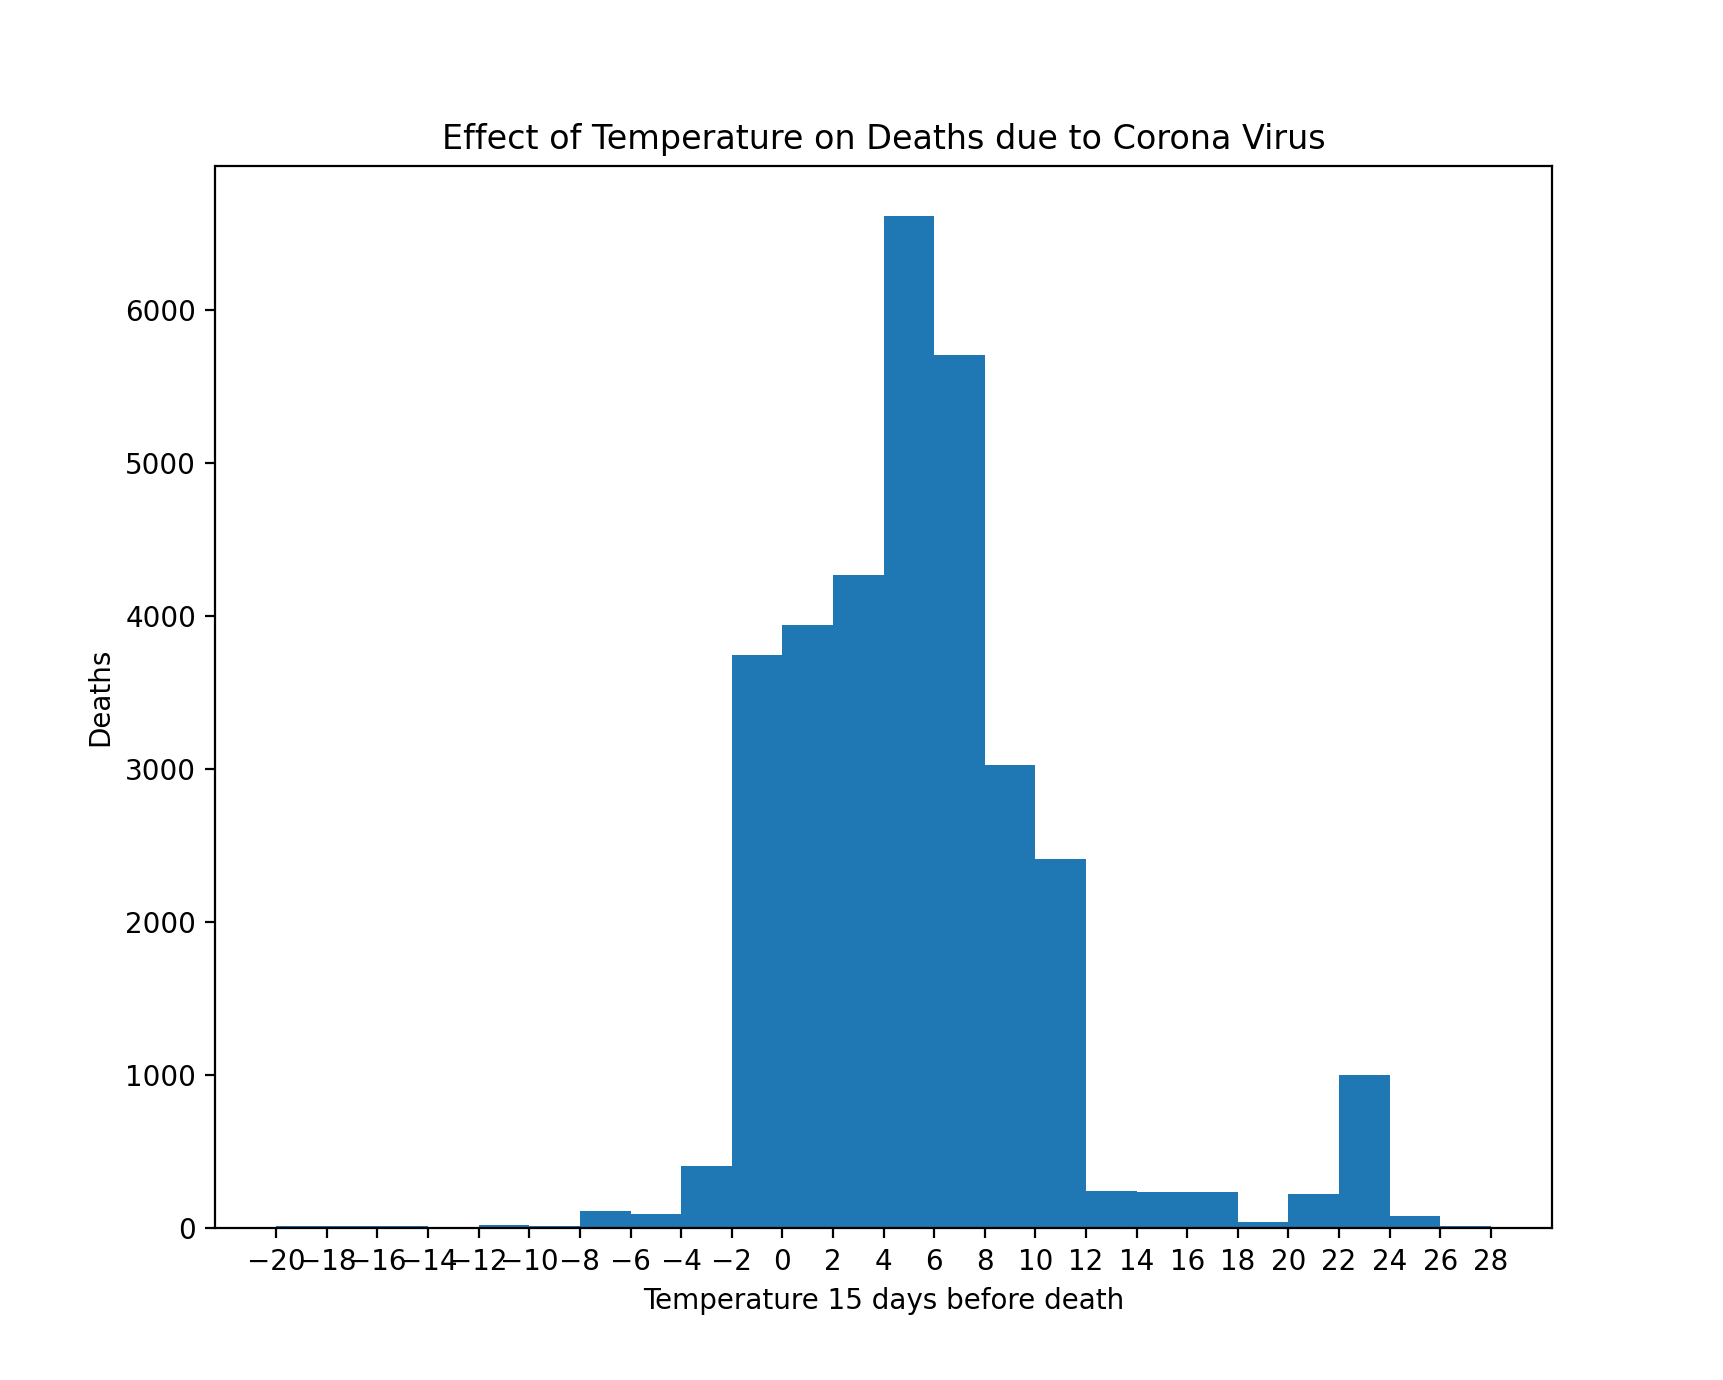 Effect of Temperature on Deaths due to Corona Virus
6000
5000
4000
3000
2000
1000
0
Deaths
−20 −18 −16 −14 −12 −10 −8 −6 −4 −2 0 2 4 6 8 10 12 14 16 18 20 22 24 26 28
Temperature 15 days before death